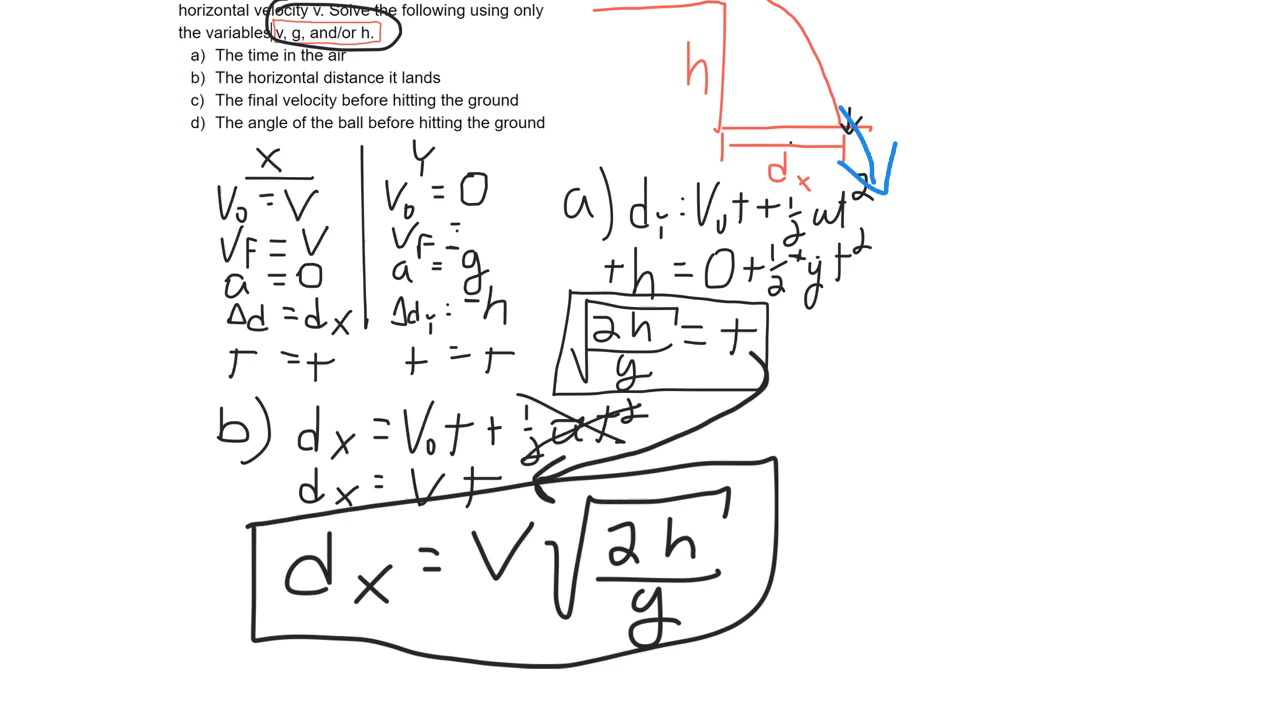 horizontal velocity v. Solve the following using only
the variables v, g, and/or h.
a) The time in the air
b) The horizontal distance it lands
c) The final velocity before hitting the ground
d) The angle of the ball before hitting the ground
h
dx
X
V₀ = V
VF = V
a = 0
Δd = dx
t = t
Y
V₀ = 0
VF =
a = -g
Δdy = -h
t = t
a) dy = V₀t + ½at²
+h = 0 + ½ + gt²
√(2h/g) = t
b) dx = V₀t + ½at²
dx = Vt
dx = V√(2h/g)